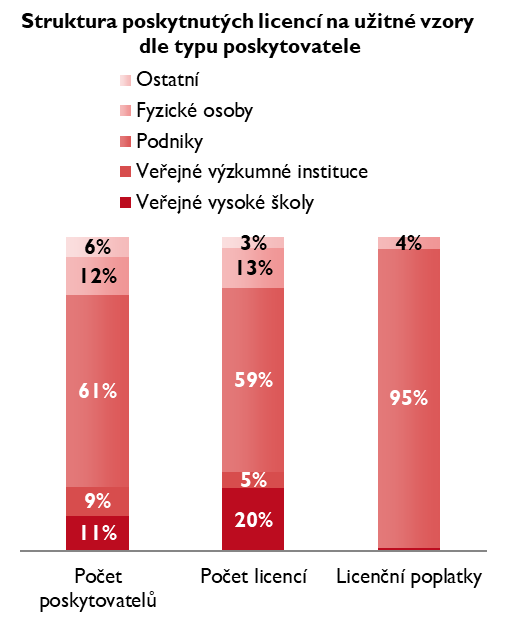 Struktura poskytnutých licencí na užitné vzory
dle typu poskytovatele
Ostatní
Fyzické osoby
Podniky
Veřejné výzkumné instituce
Veřejné vysoké školy
6% 3% 4%
12% 13%
61% 59% 95%
9% 5%
11% 20%
Počet poskytovatelů Počet licencí Licenční poplatky